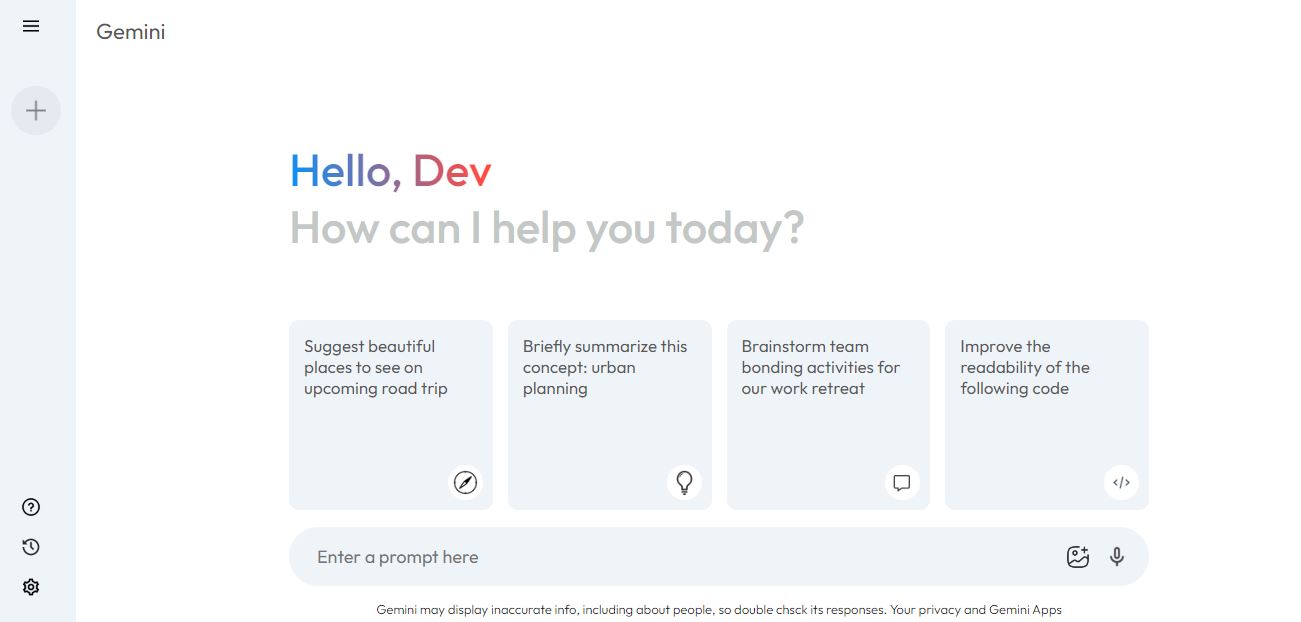 Gemini
Hello, Dev
How can I help you today?
Suggest beautiful
places to see on
upcoming road trip
Briefly summarize this
concept: urban
planning
Brainstorm team
bonding activities for
our work retreat
Improve the
readability of the
following code
Enter a prompt here
Gemini may display inaccurate info, including about people, so double chsck its responses. Your privacy and Gemini Apps